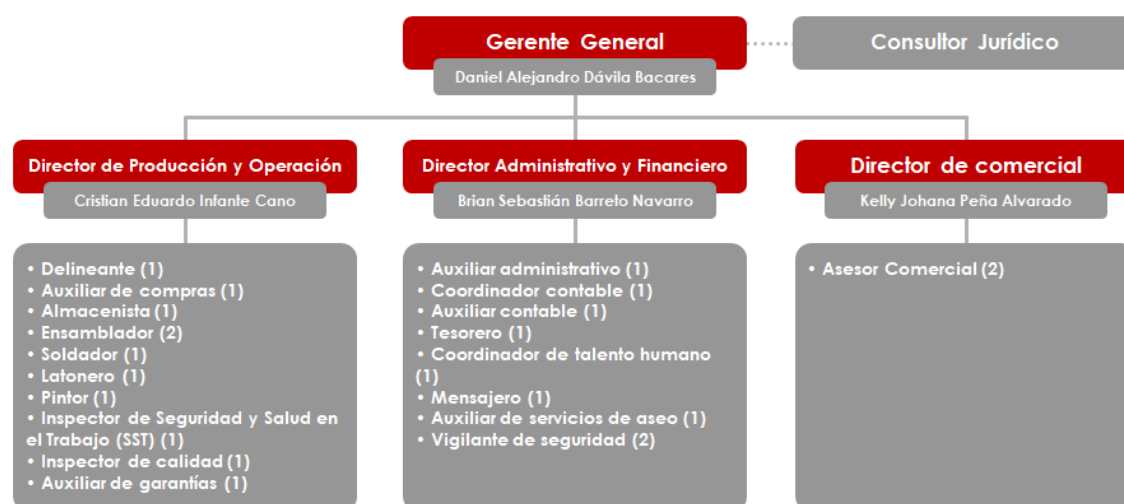 Gerente General
Consultor Jurídico
Daniel Alejandro Dávila Bacares
Director de Producción y Operación
Cristian Eduardo Infante Cano
Director Administrativo y Financiero
Brian Sebastián Barreto Navarro
Director de comercial
Kelly Johana Peña Alvarado
• Delineante (1)
• Auxiliar de compras (1)
• Almacenista (1)
• Ensamblador (2)
• Soldador (1)
• Latonero (1)
• Pintor (1)
• Inspector de Seguridad y Salud en
el Trabajo (SST) (1)
• Inspector de calidad (1)
• Auxiliar de garantías (1)
• Auxiliar administrativo (1)
• Coordinador contable (1)
• Auxiliar contable (1)
• Tesorero (1)
• Coordinador de talento humano
(1)
• Mensajero (1)
• Auxiliar de servicios de aseo (1)
• Vigilante de seguridad (2)
• Asesor Comercial (2)